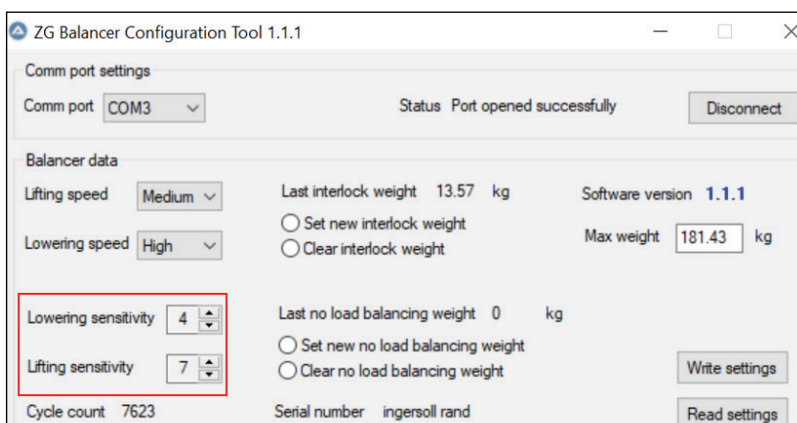 ZG Balancer Configuration Tool 1.1.1
Comm port settings
Comm port COM3 Status Port opened successfully Disconnect
Balancer data
Lifting speed Medium Last interlock weight 13.57 kg Software version 1.1.1
Set new interlock weight
Lowering speed High Clear interlock weight Max weight 181.43 kg
Lowering sensitivity 4 Last no load balancing weight 0 kg
Set new no load balancing weight
Lifting sensitivity 7 Clear no load balancing weight Write settings
Cycle count 7623 Serial number ingersoll rand Read settings